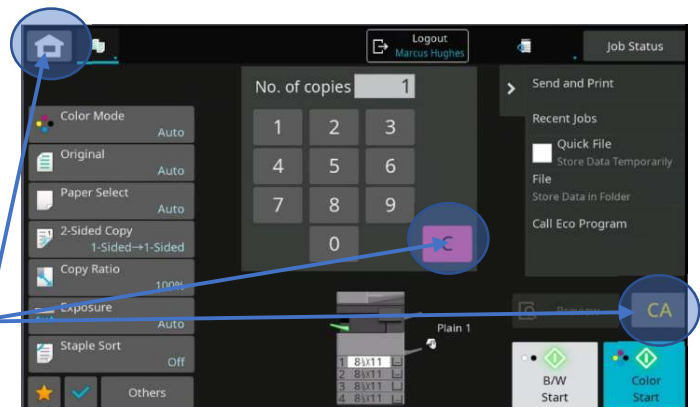 Logout
Marcus Hughes
Job Status
No. of copies 1
Color Mode
Auto
Original
Auto
Paper Select
Auto
2-Sided Copy
1-Sided→1-Sided
Copy Ratio
100%
Exposure
Auto
Staple Sort
Off
Others
1 2 3
4 5 6
7 8 9
0 C
Send and Print
Recent Jobs
Quick File
Store Data Temporarily
File
Store Data in Folder
Call Eco Program
Preview
CA
Plain 1
1 8½x11
2 8½x11
3 8½x11
4 8½x11
B/W
Start
Color
Start